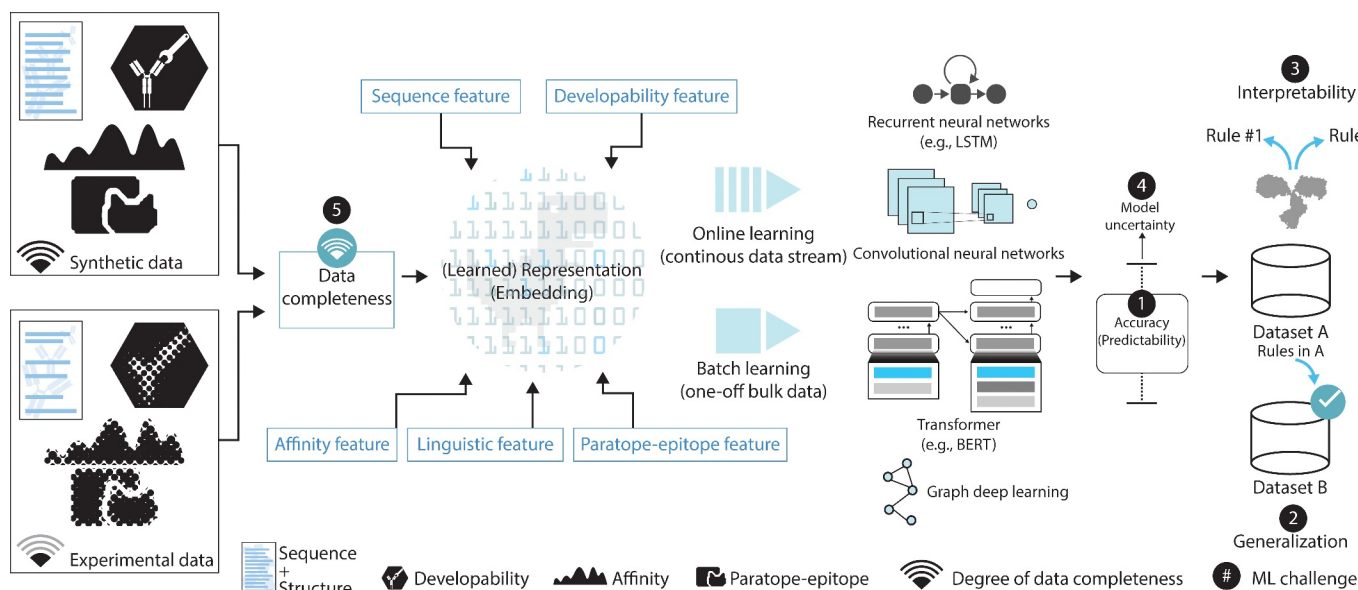 Synthetic data
Experimental data
5
Data
completeness
Sequence feature
Developability feature
(Learned) Representation
(Embedding)
Affinity feature
Linguistic feature
Paratope-epitope feature
Online learning
(continous data stream)
Batch learning
(one-off bulk data)
Recurrent neural networks
(e.g., LSTM)
Convolutional neural networks
Transformer
(e.g., BERT)
Graph deep learning
4
Model
uncertainty
1
Accuracy
(Predictability)
3
Interpretability
Rule #1
Rule
Dataset A
Rules in A
Dataset B
2
Generalization
Sequence
+
Structure
Developability
Affinity
Paratope-epitope
Degree of data completeness
# ML challenge